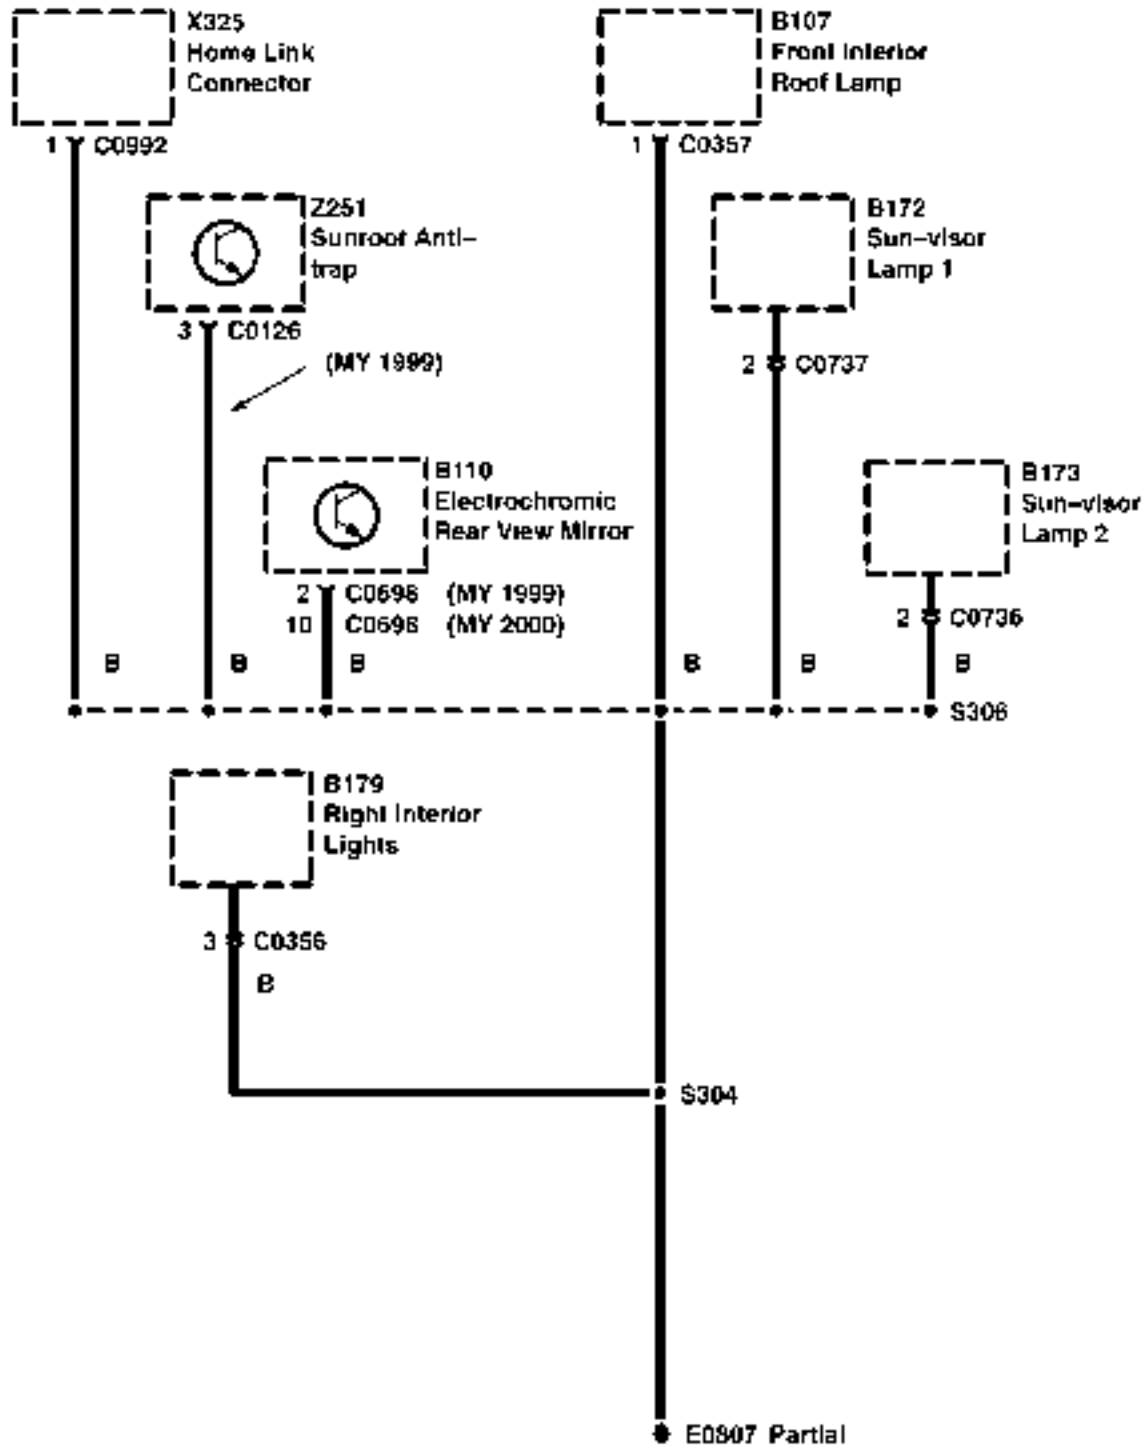 X325
Home Link
Connector
1 C0992
B107
Front Interior
Roof Lamp
1 C0357
Z251
Sunroof Anti-
trap
3 C0126
(MY 1999)
B172
Sun-visor
Lamp 1
2 C0737
B110
Electrochromic
Rear View Mirror
2 C0698 (MY 1999)
10 C0698 (MY 2000)
B173
Sun-visor
Lamp 2
2 C0736
B B B B B B
S306
B179
Right Interior
Lights
3 C0356
B
S304
E0807 Partial